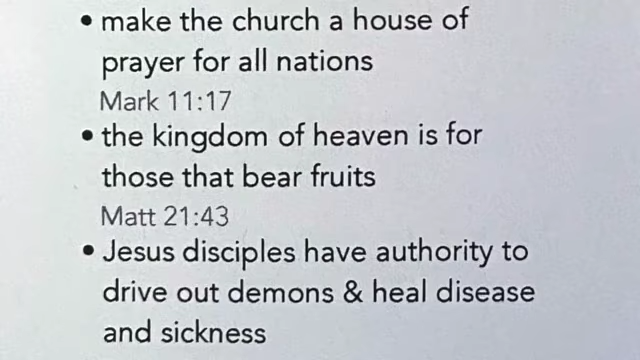 • make the church a house of
prayer for all nations
Mark 11:17
• the kingdom of heaven is for
those that bear fruits
Matt 21:43
• Jesus disciples have authority to
drive out demons & heal disease
and sickness